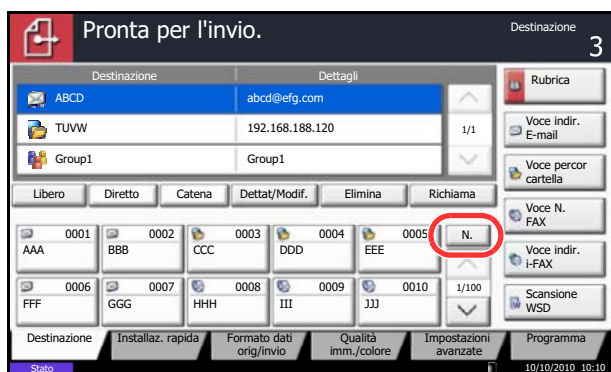 Pronta per l'invio.
Destinazione
3
Destinazione Dettagli
ABCD abcd@efg.com
TUVW 192.168.188.120 1/1
Group1 Group1
Libero Diretto Catena Dettat/Modif. Elimina Richiama
0001 0002 0003 0004 0005 N.
AAA BBB CCC DDD EEE
0006 0007 0008 0009 0010 1/100
FFF GGG HHH III JJJ
Rubrica
Voce indir.
E-mail
Voce percor
cartella
Voce N.
FAX
Voce indir.
i-FAX
Scansione
WSD
Destinazione Installaz. rapida Formato dati
orig/invio
Qualità
imm./colore
Impostazioni
avanzate
Programma
Stato 10/10/2010 10:10